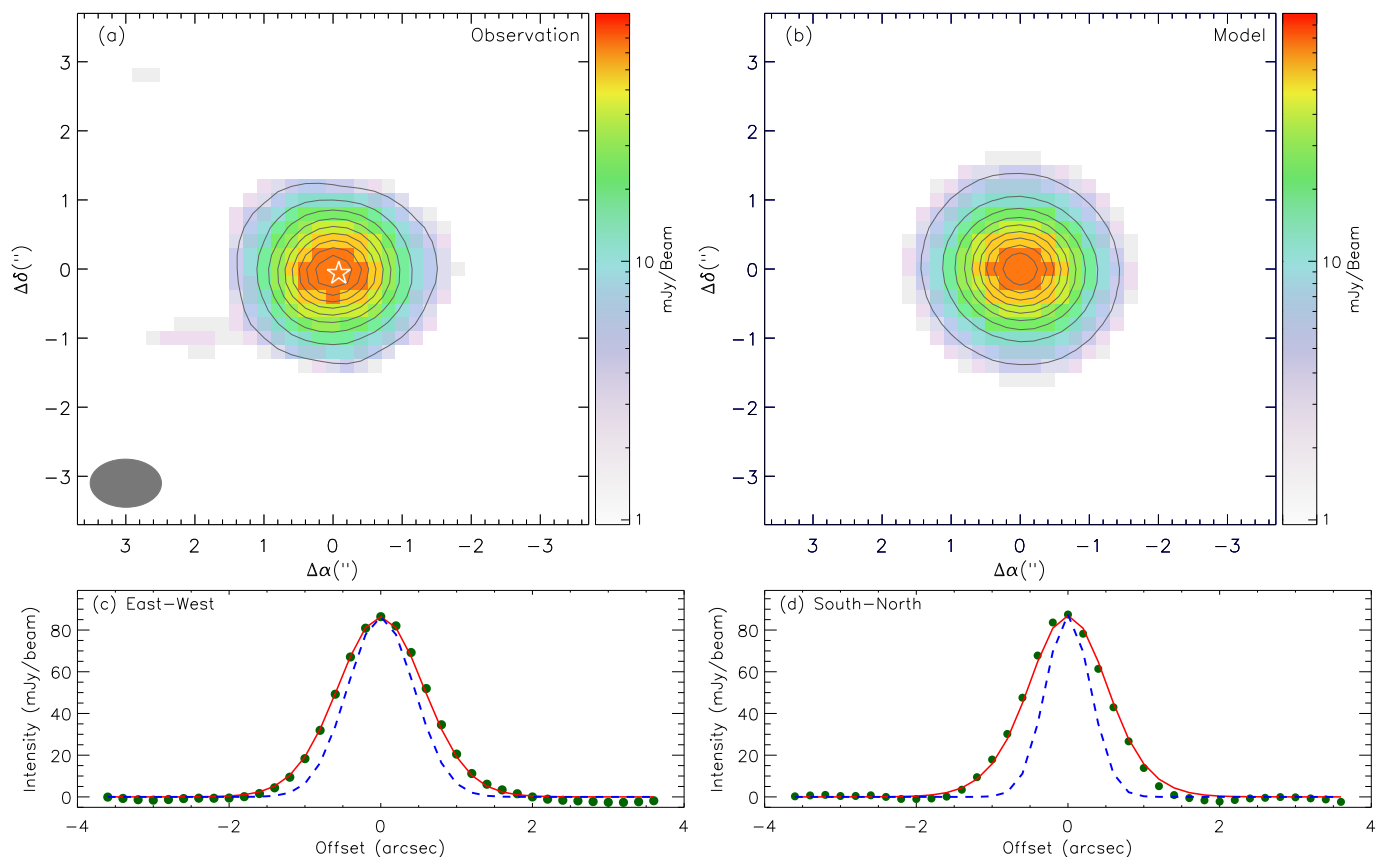 (a) Observation
3
2
1
0
−1
−2
−3
Δδ('')
3 2 1 0 −1 −2 −3
Δα('')
10
1
mJy/Beam
(b) Model
3
2
1
0
−1
−2
−3
Δδ('')
3 2 1 0 −1 −2 −3
Δα('')
10
1
mJy/Beam
(c) East−West
80
60
40
20
0
Intensity (mJy/beam)
−4 −2 0 2 4
Offset (arcsec)
(d) South−North
80
60
40
20
0
Intensity (mJy/beam)
−4 −2 0 2 4
Offset (arcsec)